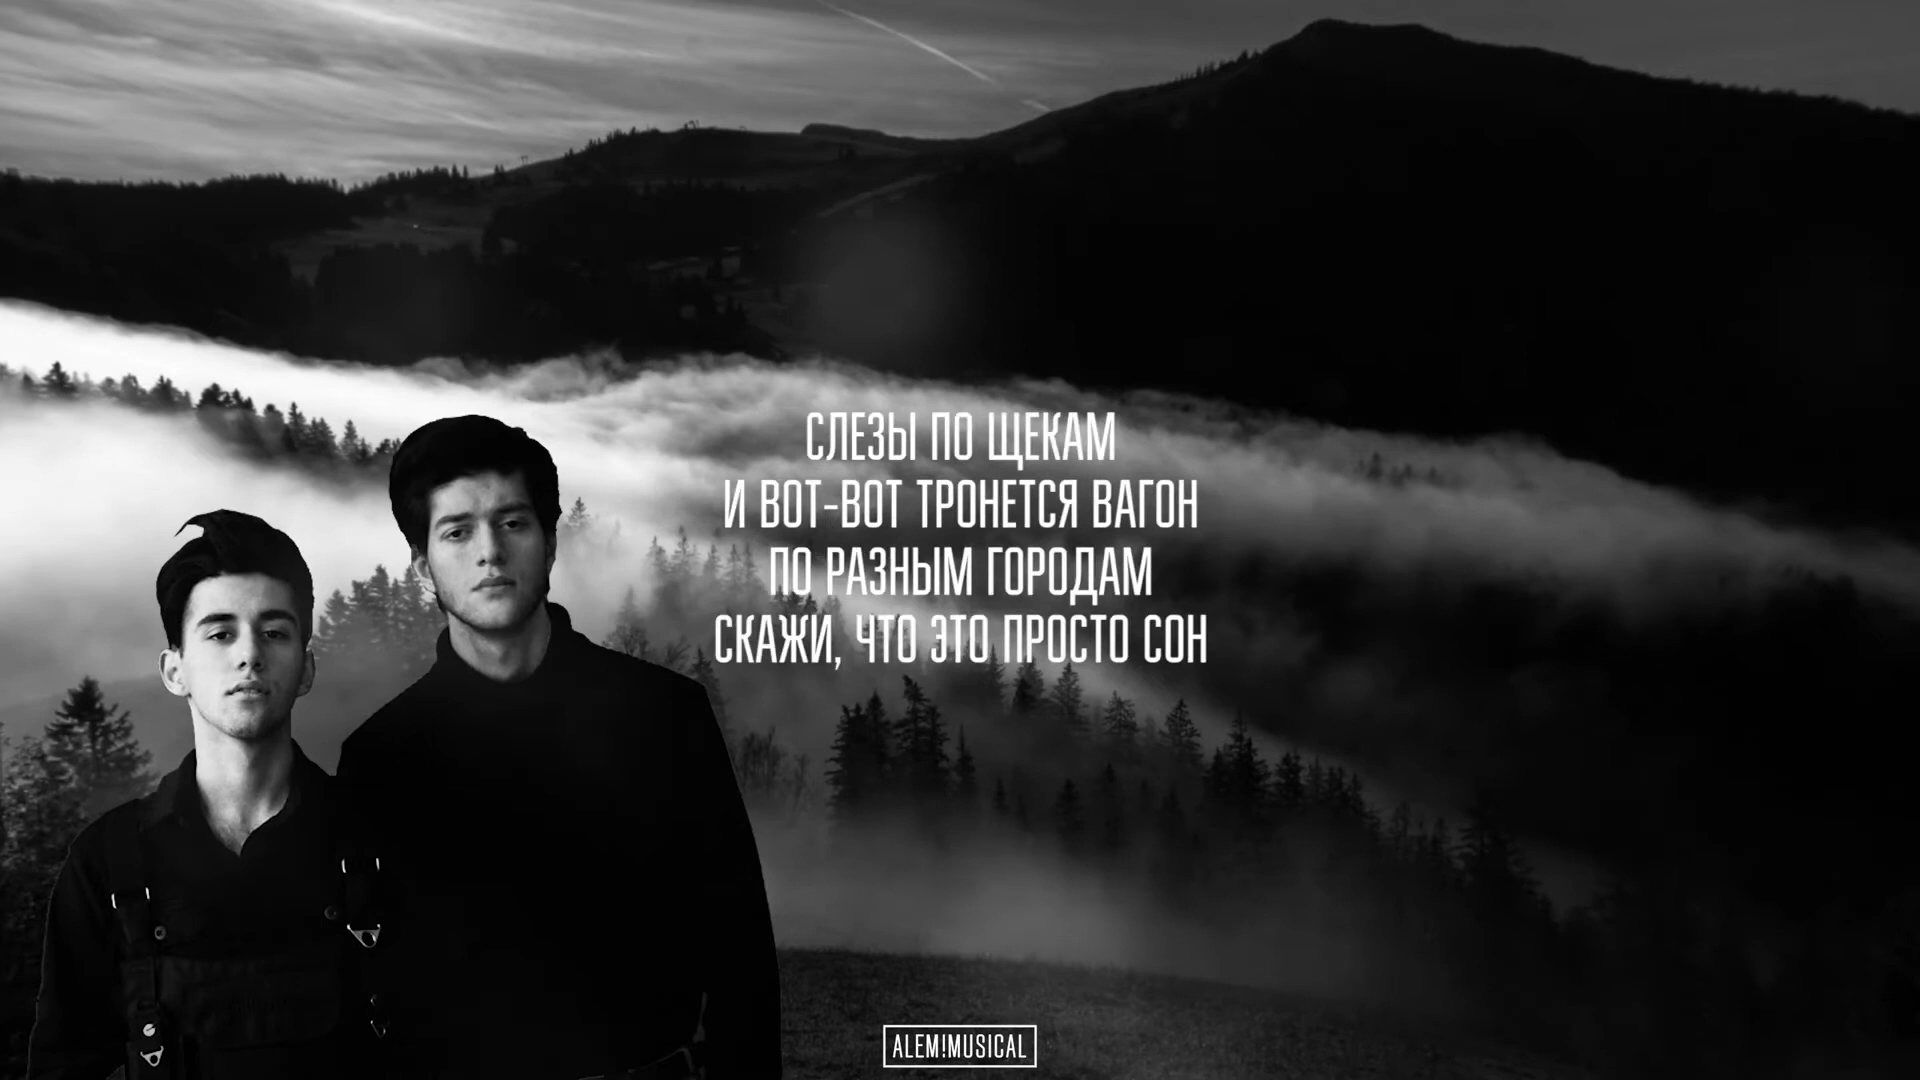 СЛЕЗЫ ПО ЩЕКАМ
И ВОТ-ВОТ ТРОНЕТСЯ ВАГОН
ПО РАЗНЫМ ГОРОДАМ
СКАЖИ, ЧТО ЭТО ПРОСТО СОН
ALEM!MUSICAL